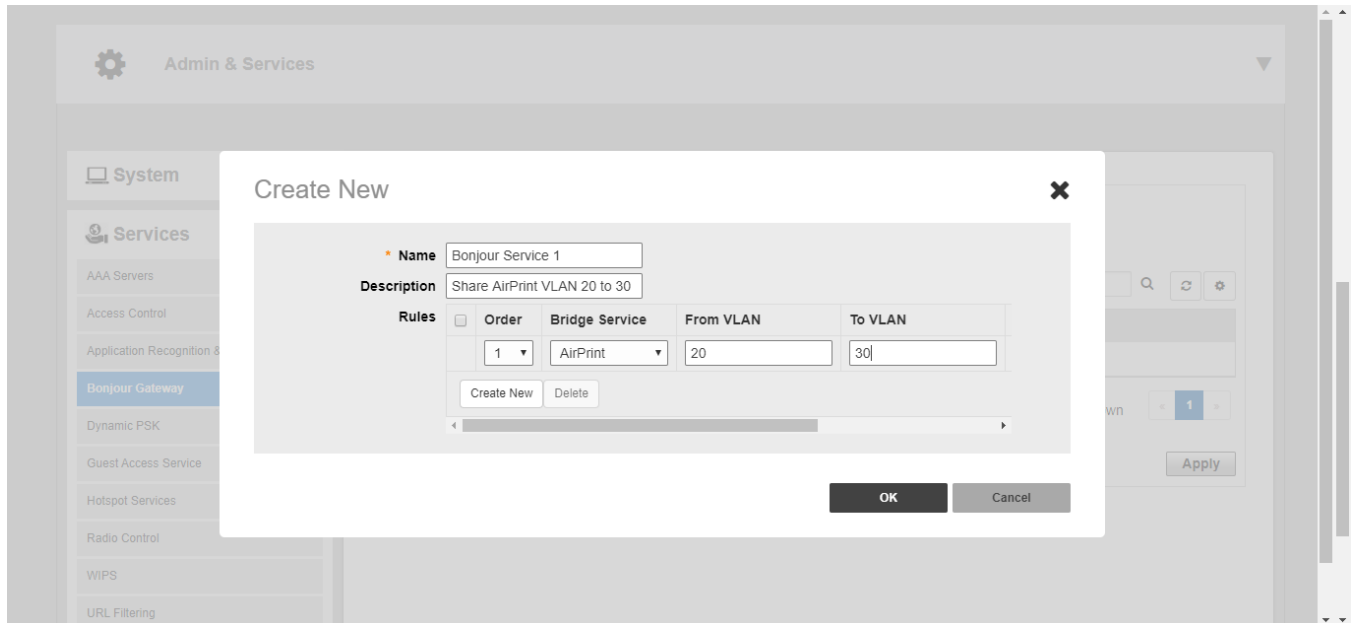 Admin & Services
System
Create New
Services
* Name Bonjour Service 1
Description Share AirPrint VLAN 20 to 30
Rules Order Bridge Service From VLAN To VLAN
1 AirPrint 20 30
Create New Delete
OK Cancel
AAA Servers
Access Control
Application Recognition &
Bonjour Gateway
Dynamic PSK
Guest Access Service
Hotspot Services
Radio Control
WIPS
URL Filtering
wn 1
Apply